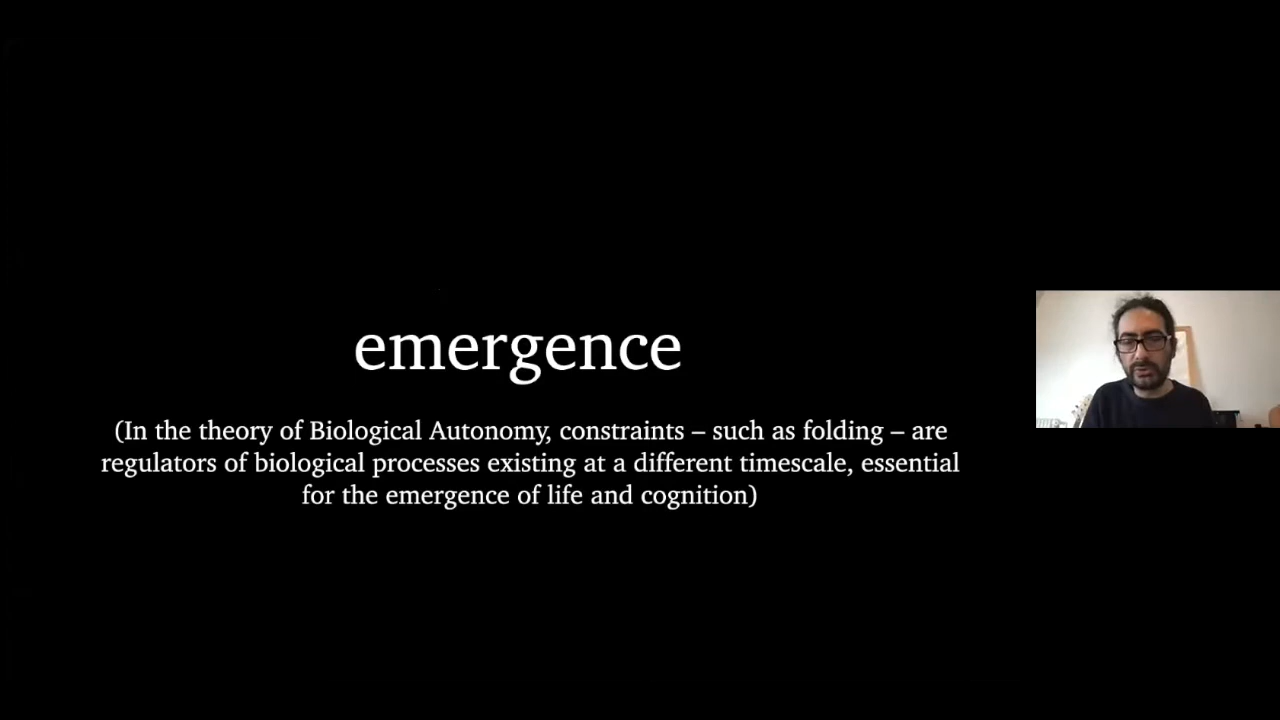 emergence
(In the theory of Biological Autonomy, constraints – such as folding – are
regulators of biological processes existing at a different timescale, essential
for the emergence of life and cognition)